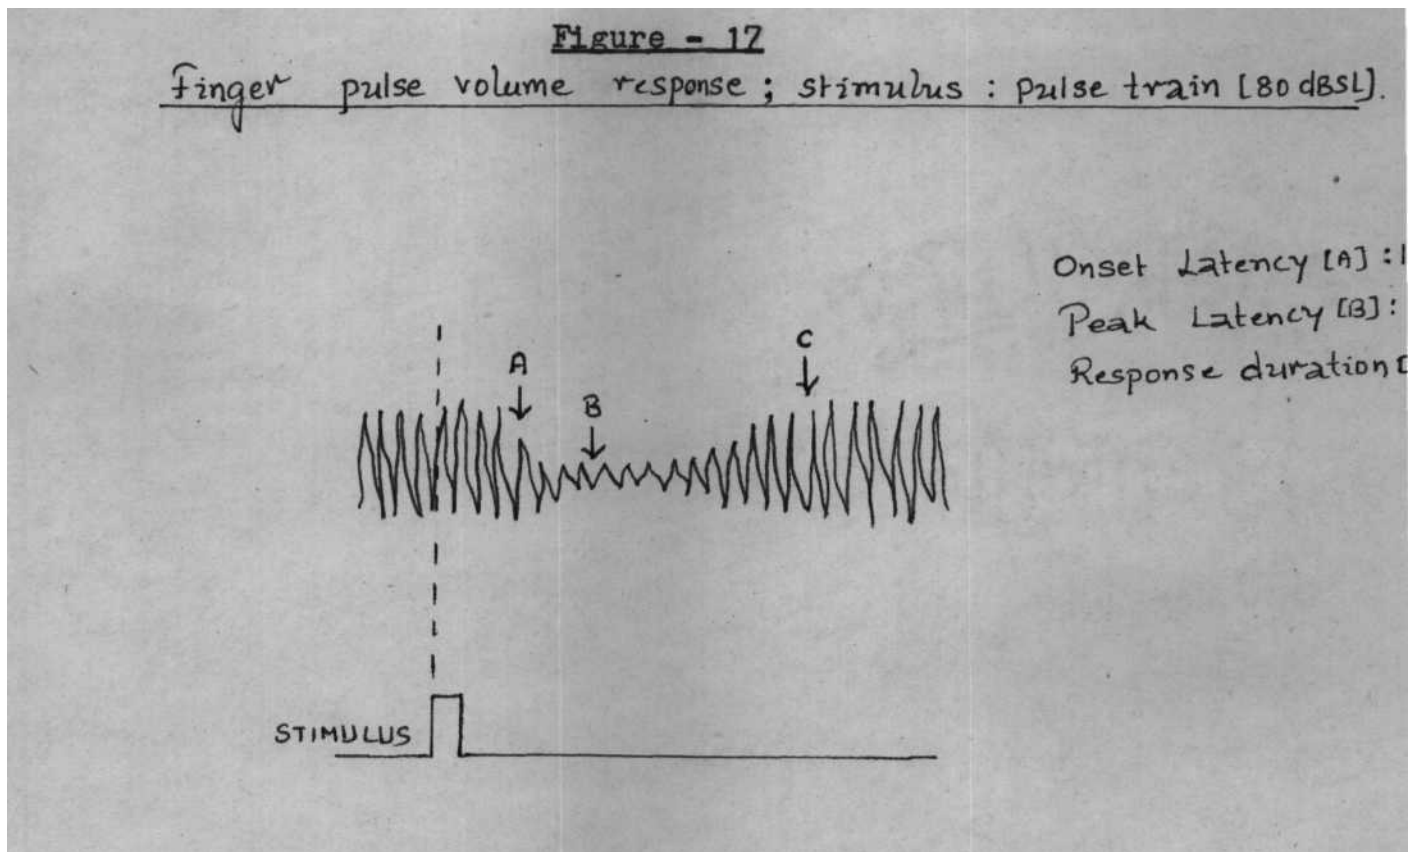 Figure - 17
Finger pulse volume response ; stimulus : pulse train [80 dBSL].
Onset Latency [A] :
Peak Latency [B] :
Response duration [
A
B
C
STIMULUS